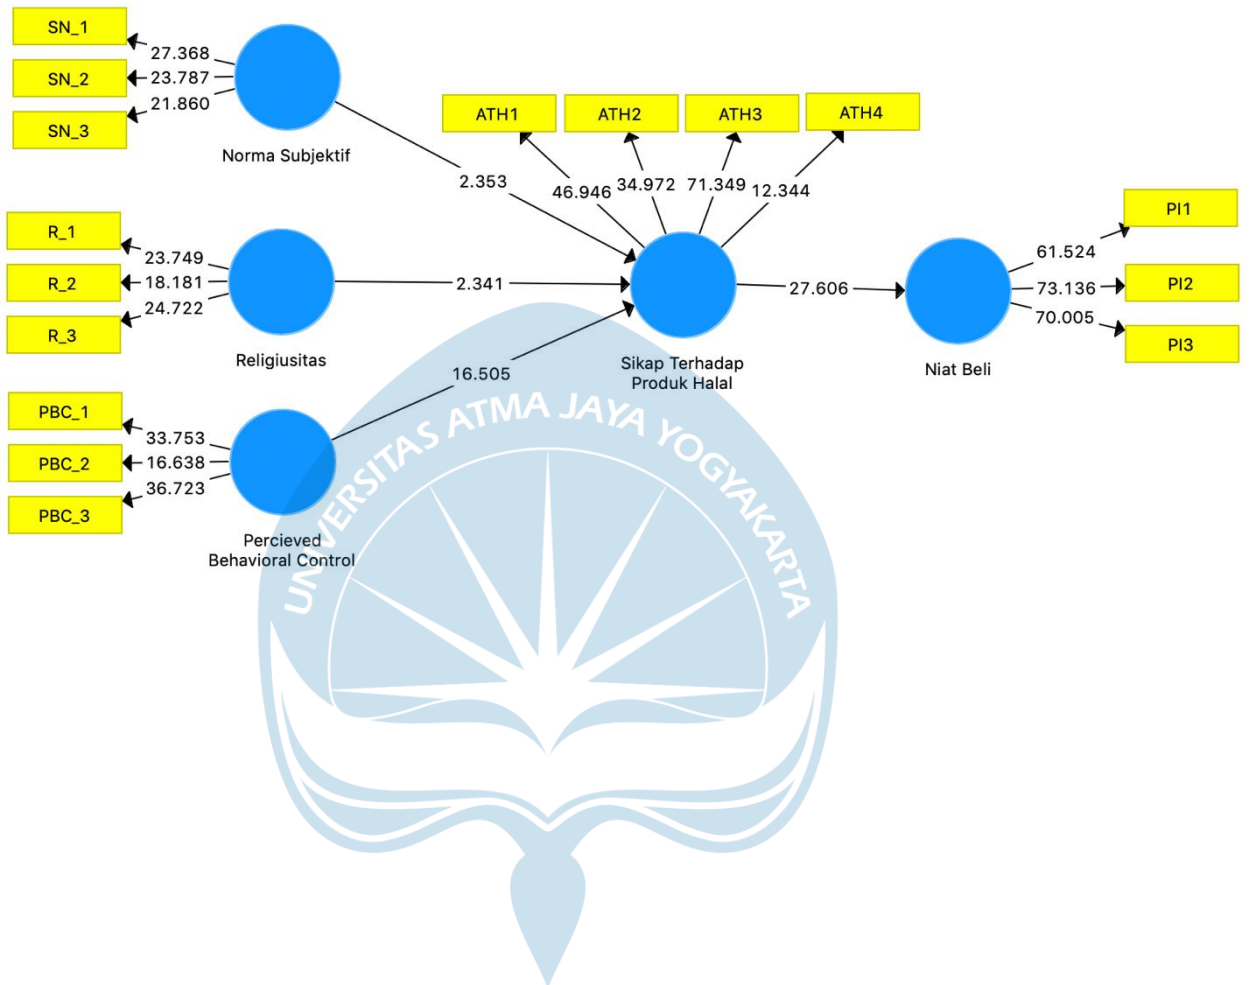 SN_1
27.368
SN_2
23.787
21.860
SN_3
Norma Subjektif
2.353
ATH1
ATH2
ATH3
ATH4
46.946
34.972
71.349
12.344
R_1
23.749
R_2
18.181
24.722
R_3
Religiusitas
2.341
Sikap Terhadap
Produk Halal
27.606
PI1
61.524
PI2
73.136
70.005
PI3
Niat Beli
PBC_1
33.753
PBC_2
16.638
36.723
PBC_3
Percieved
Behavioral Control
16.505
UNIVERSITAS ATMA JAYA YOGYAKARTA